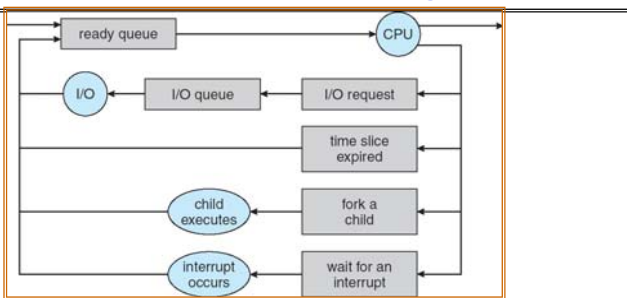 ready queue
CPU
I/O
I/O queue
I/O request
time slice
expired
child
executes
fork a
child
interrupt
occurs
wait for an
interrupt